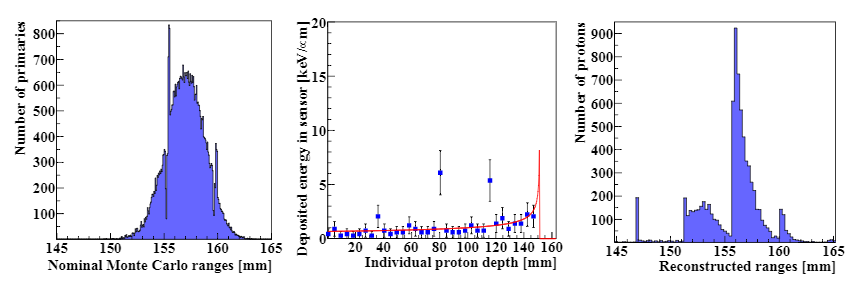 Number of primaries
800
700
600
500
400
300
200
100
145 150 155 160 165
Nominal Monte Carlo ranges [mm]
Deposited energy in sensor [keV/∝m]
20
15
10
5
0
20 40 60 80 100 120 140 160
Individual proton depth [mm]
Number of protons
900
800
700
600
500
400
300
200
100
145 150 155 160 165
Reconstructed ranges [mm]